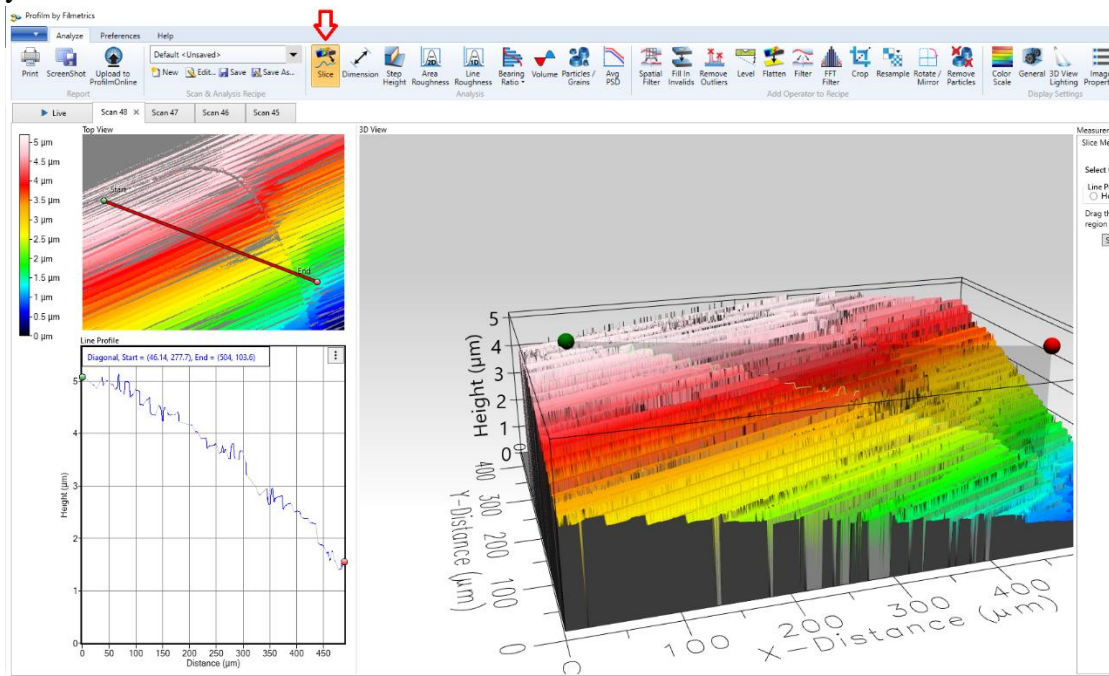 Profilm by Filmetrics
Analyze Preferences Help
Print ScreenShot Upload to ProfilmOnline
Report
Default <Unsaved>
New Edit... Save Save As...
Scan & Analysis Recipe
Slice Dimension Step Height Area Roughness Line Roughness Bearing Ratio Volume Particles / Grains Avg PSD
Analysis
Spatial Filter Fill In Invalids Remove Outliers Level Flatten Filter FFT Filter Crop Resample Rotate / Mirror Remove Particles
Add Operator to Recipe
Color Scale General 3D View Lighting
Display Settings
Live Scan 48 Scan 47 Scan 46 Scan 45
Top View
5 µm
4.5 µm
4 µm
3.5 µm
3 µm
2.5 µm
2 µm
1.5 µm
1 µm
0.5 µm
0 µm
Start
End
Line Profile
Diagonal, Start = (46.14, 277.7), End = (504, 103.6)
Height (µm)
5
4
3
2
1
0
0 50 100 150 200 250 300 350 400 450
Distance (µm)
3D View
Height (µm)
5
4
3
2
1
0
Y-Distance (µm)
0
400
300
200
100
0
X-Distance (µm)
0
100
200
300
400
Slice
Select
Line
Drag
region